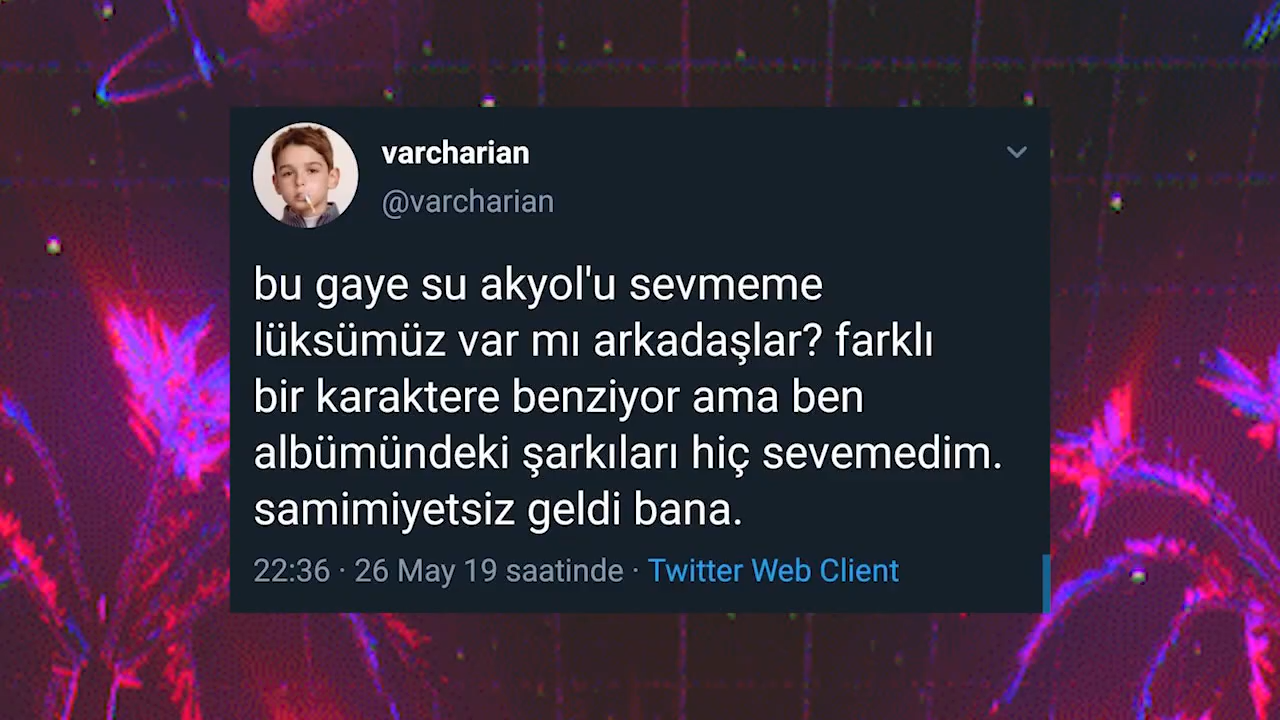 varcharian
@varcharian
bu gaye su akyol'u sevmeme
lüksümüz var mı arkadaşlar? farklı
bir karaktere benziyor ama ben
albümündeki şarkıları hiç sevemedim.
samimiyetsiz geldi bana.
22:36 · 26 May 19 saatinde · Twitter Web Client